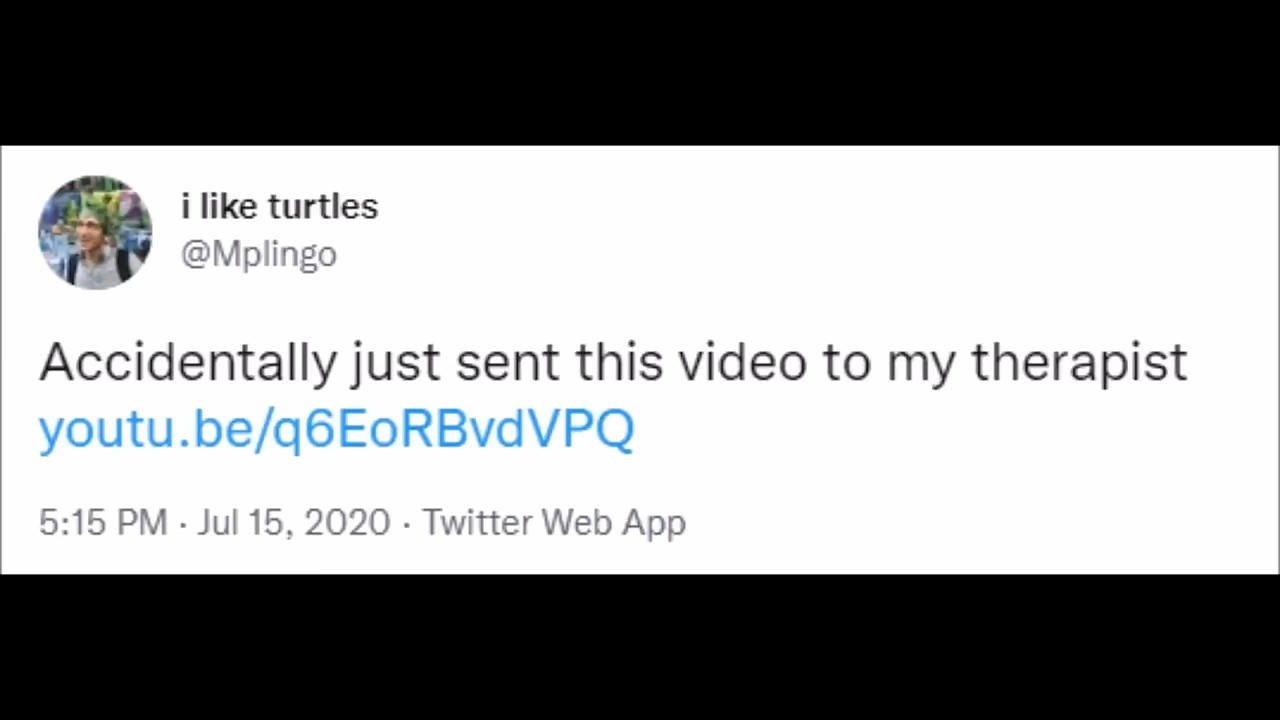 i like turtles
@Mplingo
Accidentally just sent this video to my therapist
youtu.be/q6EoRBvdVPQ
5:15 PM · Jul 15, 2020 · Twitter Web App